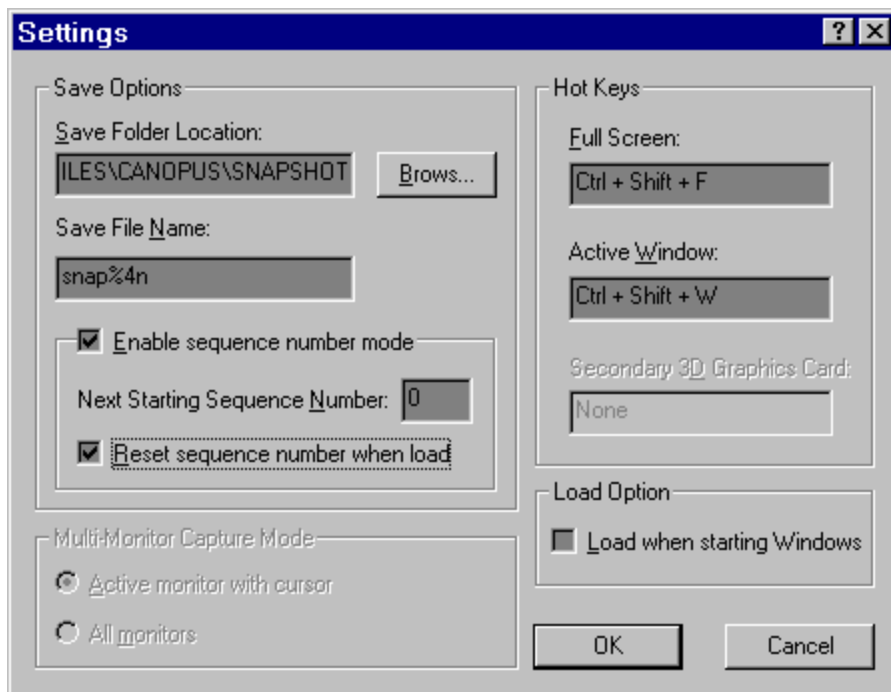 Settings
Save Options
Save Folder Location:
ILES\CANOPUS\SNAPSHOT
Brows...
Save File Name:
snap%4n
Enable sequence number mode
Next Starting Sequence Number: 0
Reset sequence number when load
Multi-Monitor Capture Mode
Active monitor with cursor
All monitors
Hot Keys
Full Screen:
Ctrl + Shift + F
Active Window:
Ctrl + Shift + W
Secondary 3D Graphics Card:
None
Load Option
Load when starting Windows
OK
Cancel